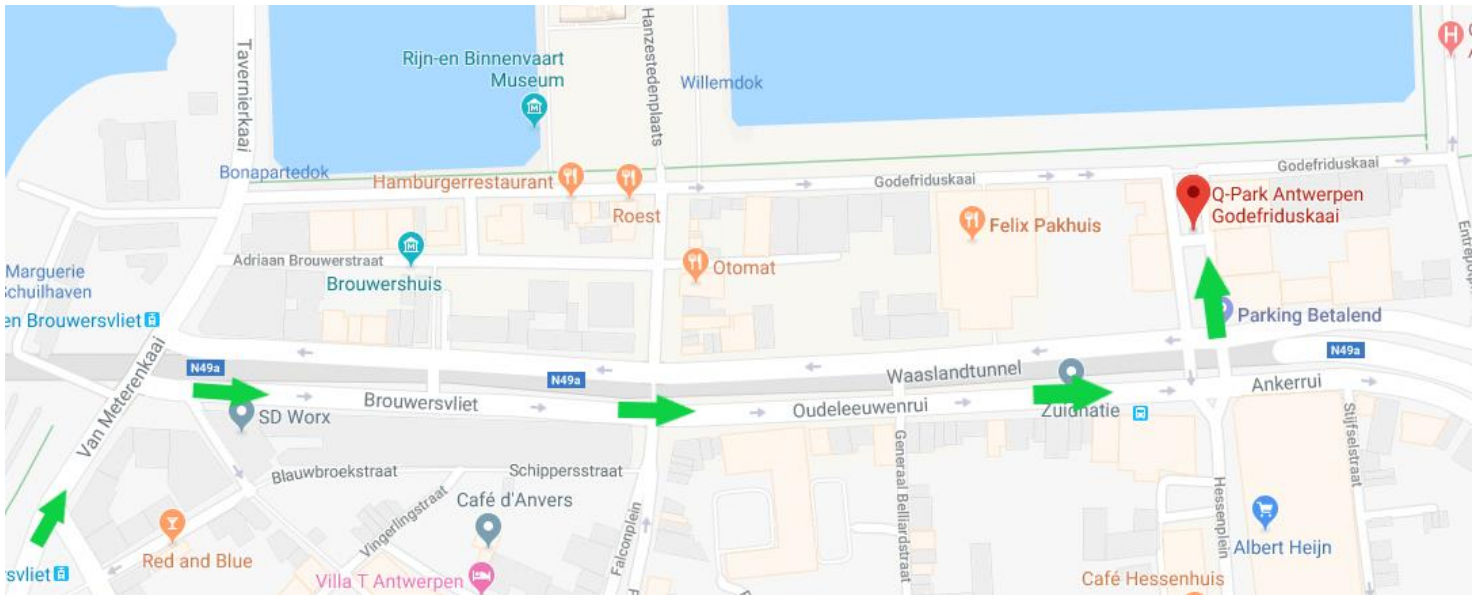 Tavernierkaai
Rijn-en Binnenvaart
Museum
Hanzestedenplaats
Willemdok
Bonapartedok
Hamburgerrestaurant
Roest
Godefriduskaai
Godefriduskaai
Q-Park Antwerpen
Godefriduskaai
Felix Pakhuis
Adriaan Brouwerstraat
Brouwershuis
Otomat
Marguerie
Schuilhaven
en Brouwersvliet
Parking Betalend
Van Meterenkaai
N49a
N49a
N49a
Waaslandtunnel
Brouwersvliet
SD Worx
Oudeleeuwenrui
Zuidnatie
Ankerrui
Stijfselstraat
Blauwbroekstraat
Schippersstraat
Generaal Belliardstraat
Café d'Anvers
Vingerlingstraat
Falconplein
Hessenplein
Red and Blue
Villa T Antwerpen
Albert Heijn
Café Hessenhuis
svliet